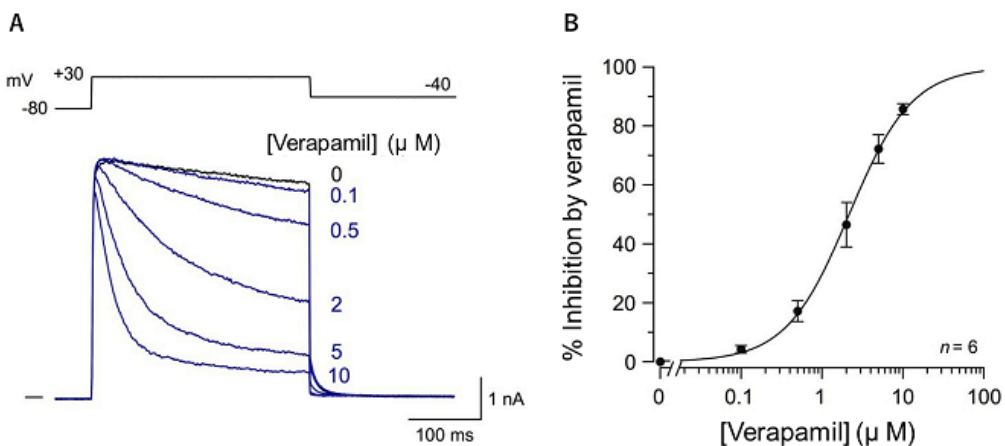 A
mV
+30
-40
-80
[Verapamil] (µ M)
0
0.1
0.5
2
5
10
1 nA
100 ms
B
% Inhibition by verapamil
100
80
60
40
20
0
n = 6
0 0.1 1 10 100
[Verapamil] (µ M)